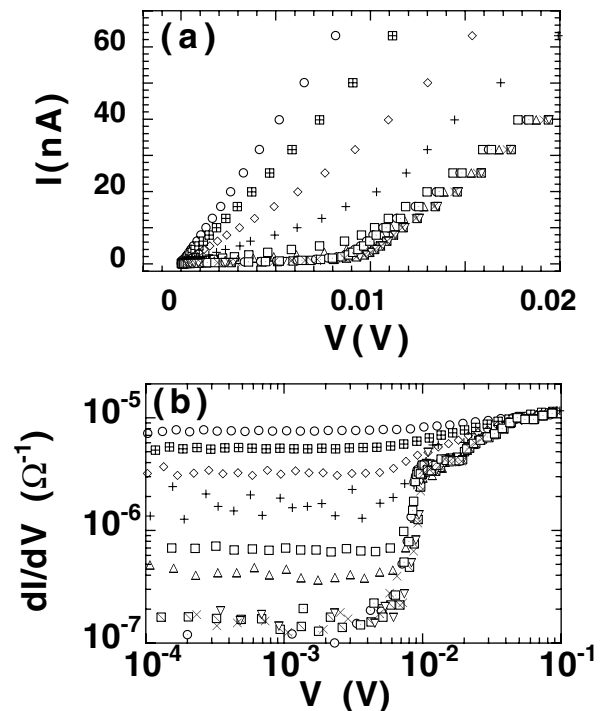 (a)
I(nA)
60
40
20
0
0
0.01
0.02
V(V)
(b)
dI/dV (Ω⁻¹)
10⁻⁵
10⁻⁶
10⁻⁷
10⁻⁴
10⁻³
10⁻²
10⁻¹
V (V)